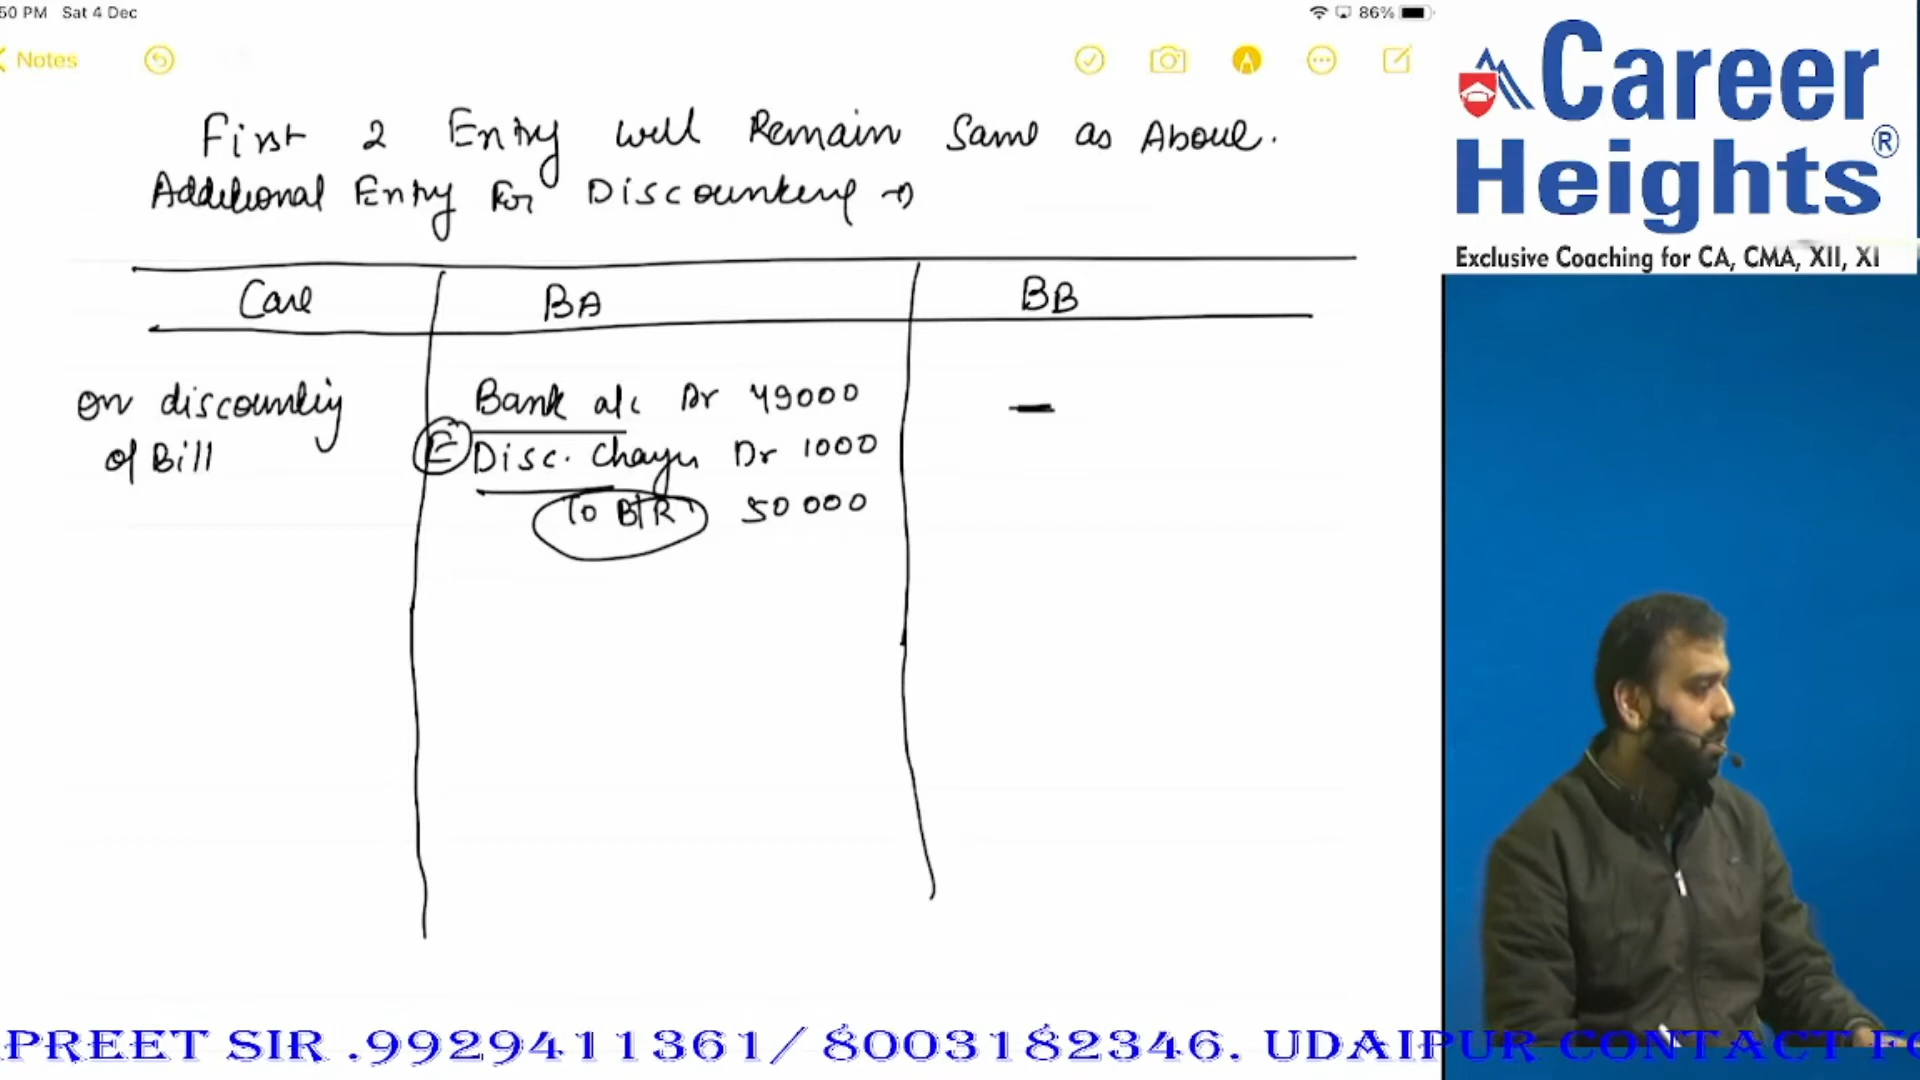 50 PM Sat 4 Dec
86%
Notes
First 2 Entry will Remain Same as Above.
Additional Entry For Discounting →
Case BA BB
on discounting Bank a/c Dr 49000 —
of Bill E Disc. Charges Dr 1000
To B/R 50000
Career
Heights®
Exclusive Coaching for CA, CMA, XII, XI
PREET SIR .9929411361/ 8003182346. UDAIPUR CONTACT FO